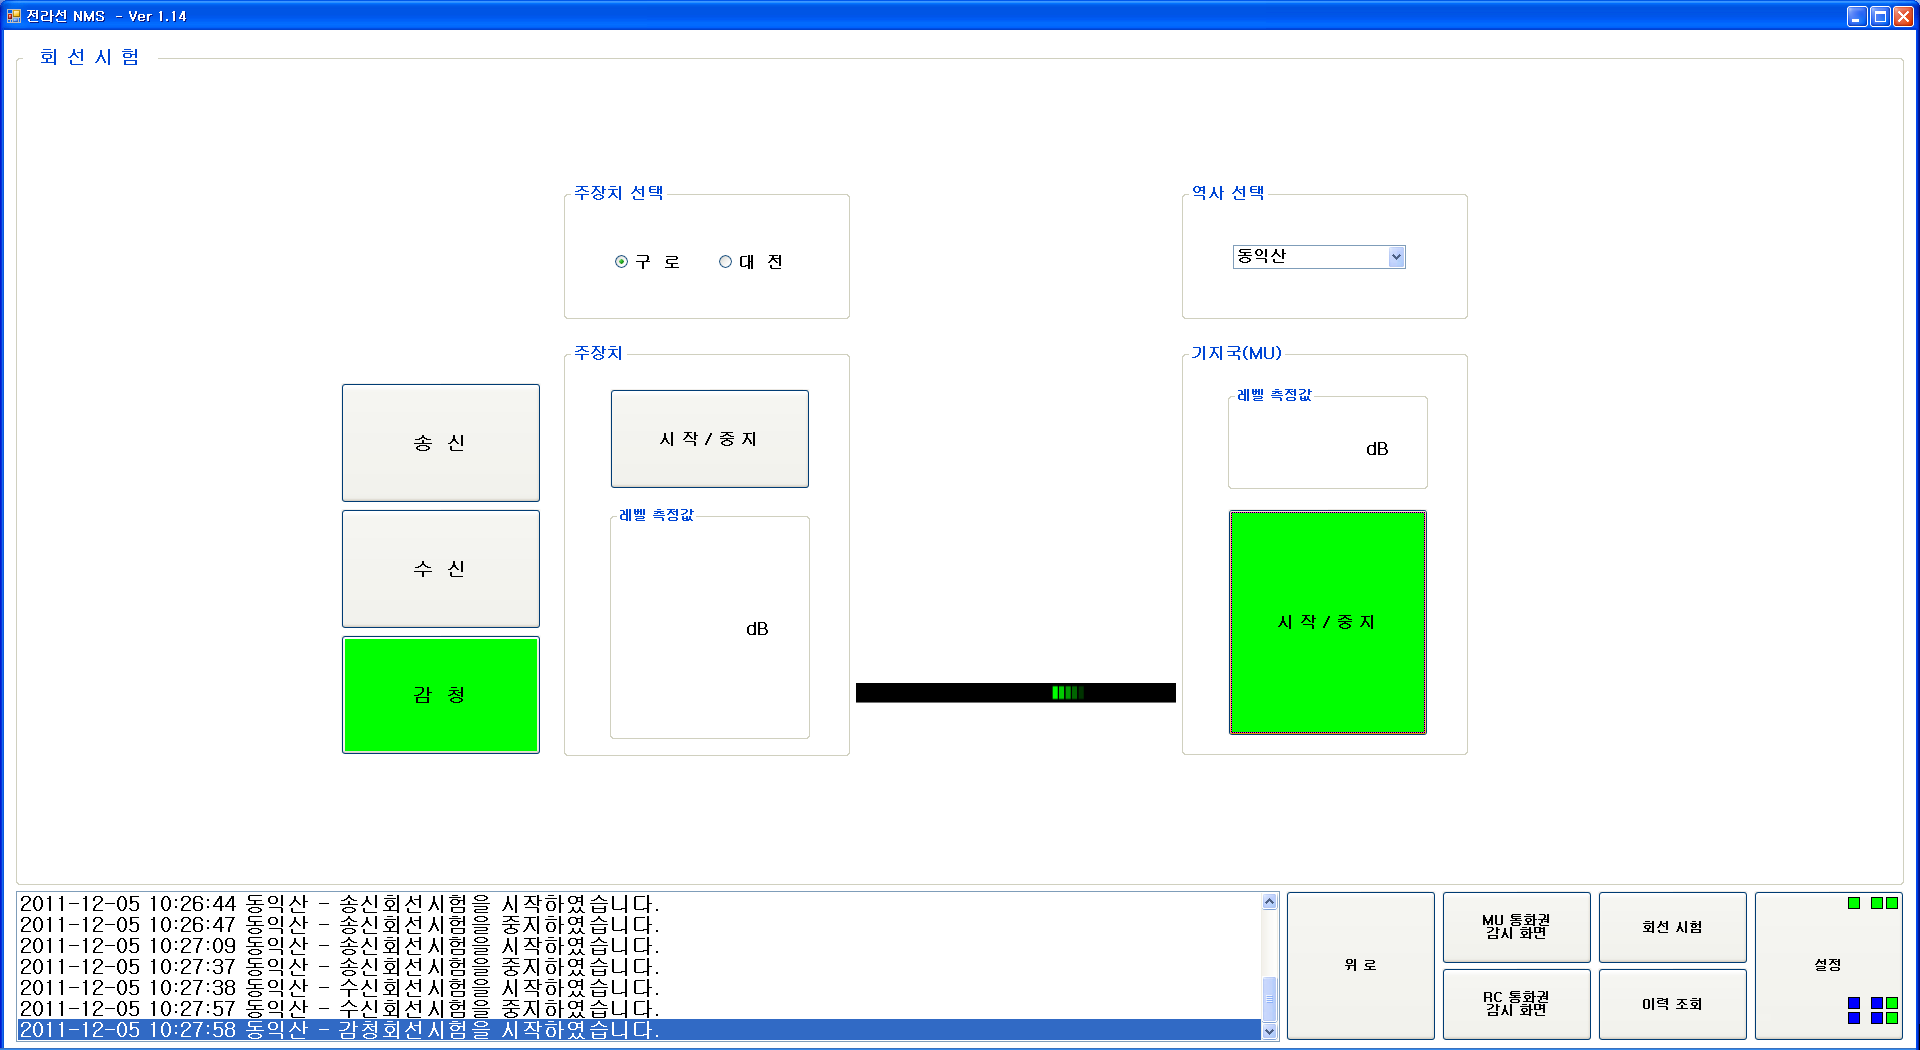 전라선 NMS - Ver 1.14
회 선 시 험
주장치 선택
구 로
대 전
역사 선택
동익산
주장치
시 작 / 중 지
레벨 측정값
dB
기지국(MU)
레벨 측정값
dB
시 작 / 중 지
송 신
수 신
감 청
2011-12-05 10:26:44 동익산 - 송신회선시험을 시작하였습니다.
2011-12-05 10:26:47 동익산 - 송신회선시험을 중지하였습니다.
2011-12-05 10:27:09 동익산 - 송신회선시험을 시작하였습니다.
2011-12-05 10:27:37 동익산 - 송신회선시험을 중지하였습니다.
2011-12-05 10:27:38 동익산 - 수신회선시험을 시작하였습니다.
2011-12-05 10:27:57 동익산 - 수신회선시험을 중지하였습니다.
2011-12-05 10:27:58 동익산 - 감청회선시험을 시작하였습니다.
위 로
MU 통화권
감시 화면
회선 시험
RC 통화권
감시 화면
이력 조회
설정